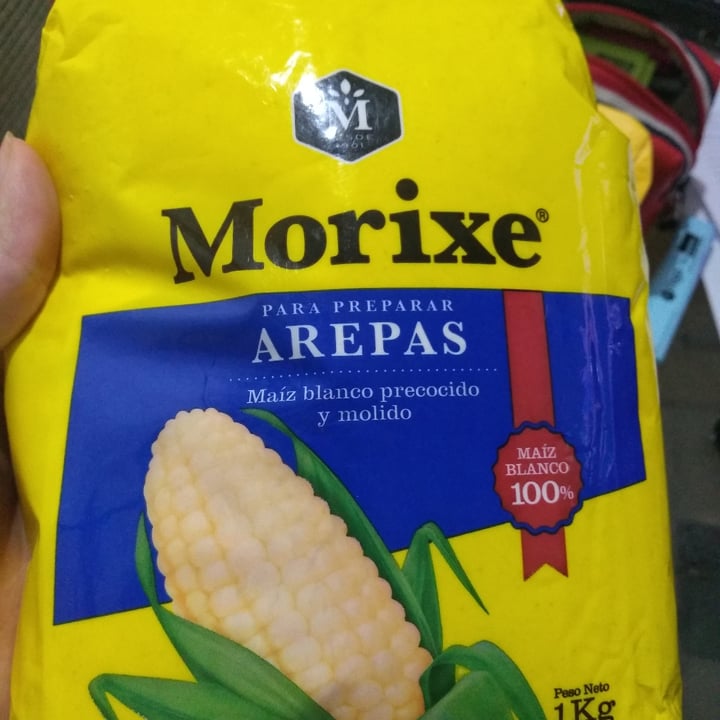 M
DESDE
1901
Morixe®
PARA PREPARAR
AREPAS
Maíz blanco precocido
y molido
MAÍZ
BLANCO
100%
Peso Neto
1Kg